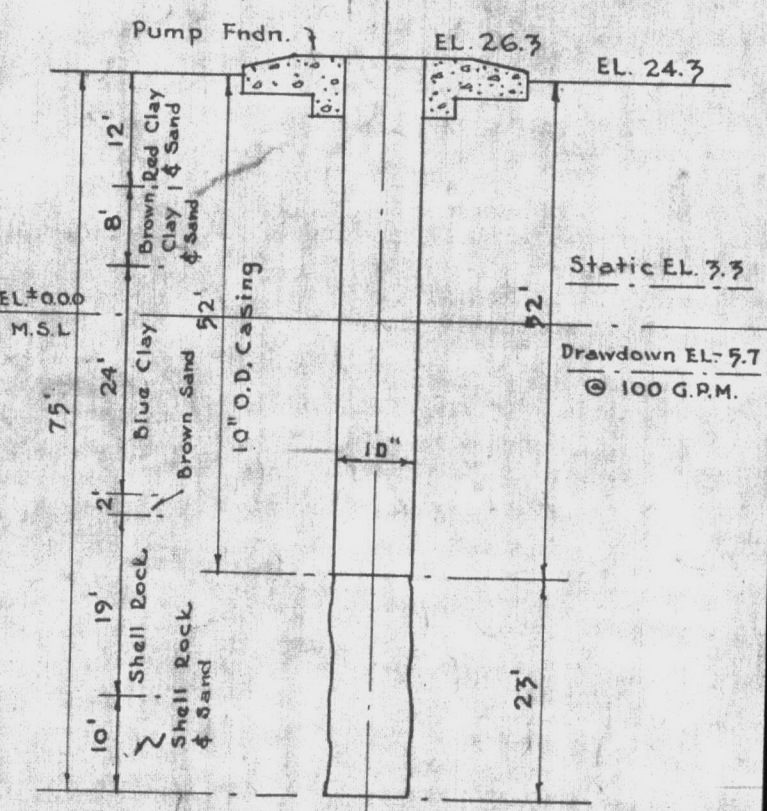 Pump Fndn.
EL. 26.3
EL. 24.3
12'
Red Clay
& Sand
8'
Brown,
Clay
& Sand
EL.±0.00
M.S.L
Static EL. 3.3
Drawdown EL-5.7
@ 100 G.P.M.
75'
24'
Blue Clay
52'
10" O.D. Casing
52'
10"
2'
Brown Sand
19'
Shell Rock
10'
Shell Rock
& Sand
23'